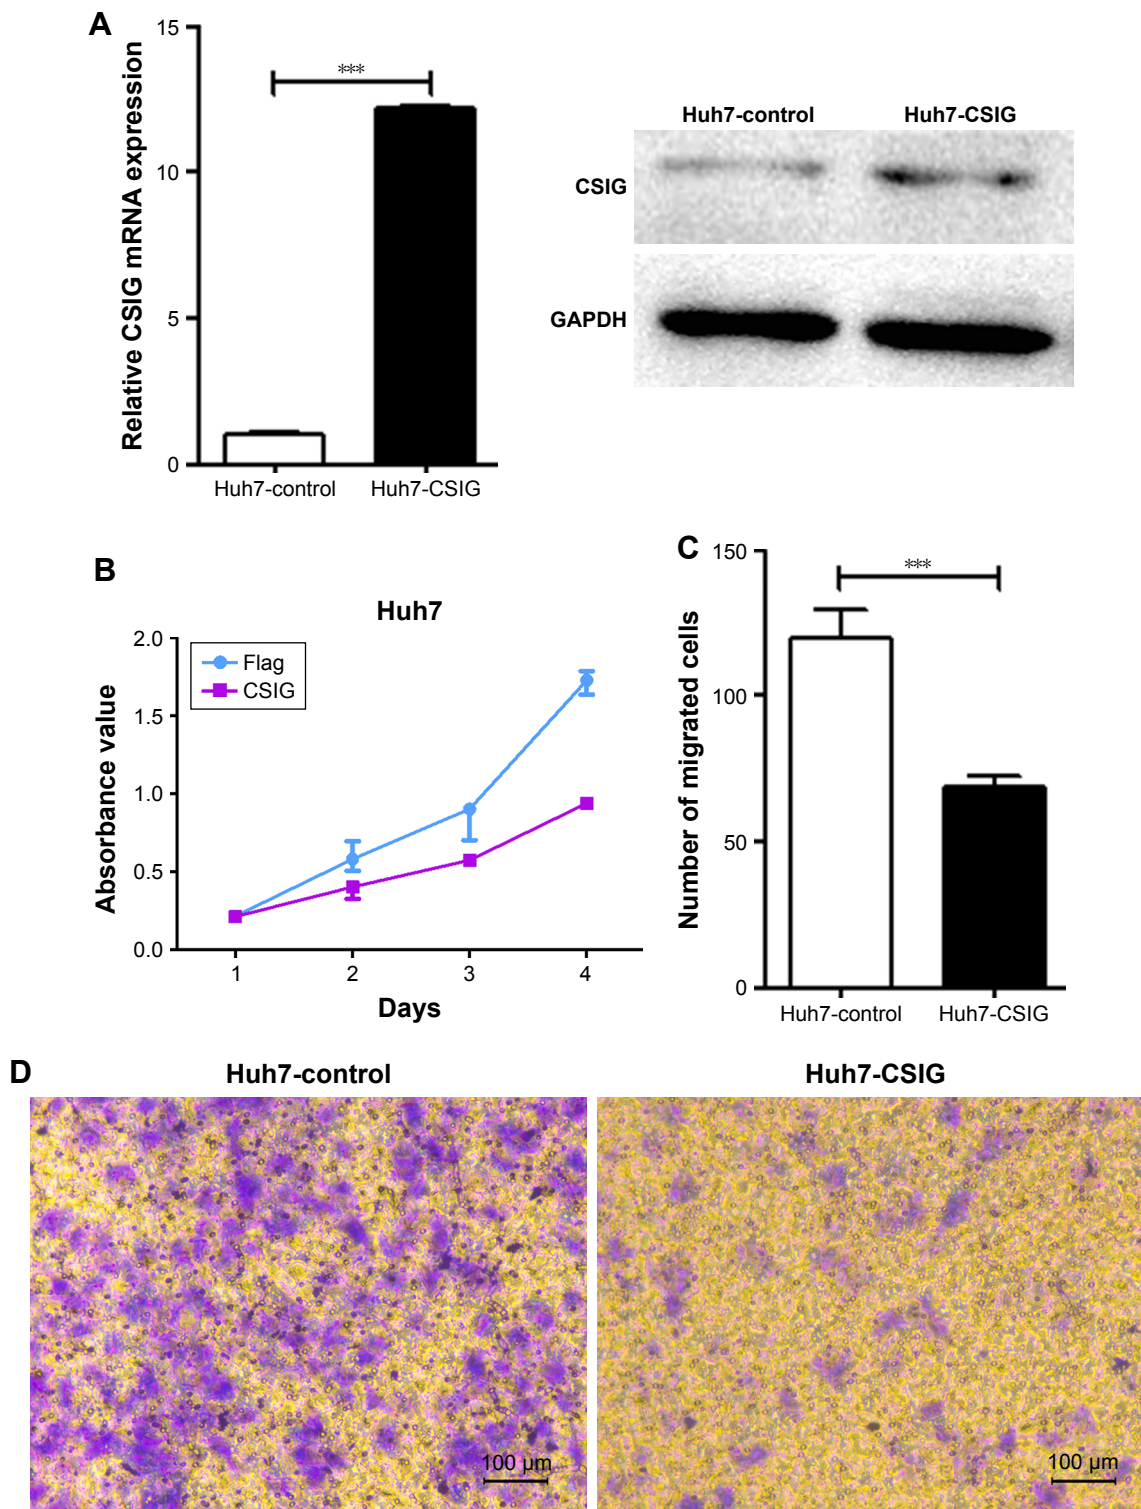 A
Relative CSIG mRNA expression
15
10
5
0
***
Huh7-control
Huh7-CSIG
Huh7-control
Huh7-CSIG
CSIG
GAPDH
B
Huh7
Absorbance value
2.0
1.5
1.0
0.5
0.0
Flag
CSIG
1
2
3
4
Days
C
Number of migrated cells
150
100
50
0
***
Huh7-control
Huh7-CSIG
D
Huh7-control
Huh7-CSIG
100 µm
100 µm